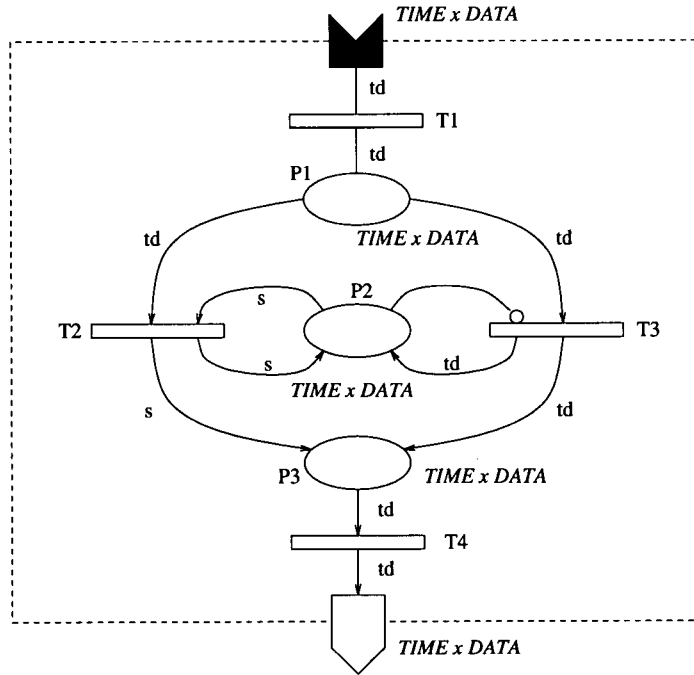 TIME x DATA
td
T1
td
P1
TIME x DATA
td
td
s
P2
T2
T3
s
td
TIME x DATA
s
td
P3
TIME x DATA
td
T4
td
TIME x DATA